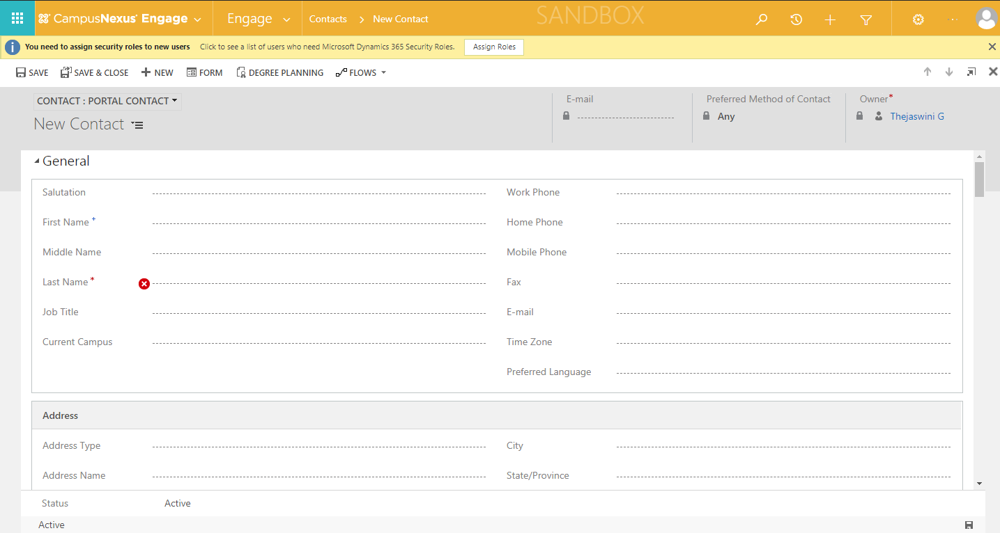 CampusNexus® Engage Engage Contacts > New Contact SANDBOX
You need to assign security roles to new users Click to see a list of users who need Microsoft Dynamics 365 Security Roles. Assign Roles
SAVE SAVE & CLOSE + NEW FORM DEGREE PLANNING FLOWS
CONTACT : PORTAL CONTACT
New Contact
E-mail
Preferred Method of Contact
Any
Owner*
Thejaswini G
General
Salutation
First Name +
Middle Name
Last Name *
Job Title
Current Campus
Work Phone
Home Phone
Mobile Phone
Fax
E-mail
Time Zone
Preferred Language
Address
Address Type
Address Name
City
State/Province
Status Active
Active